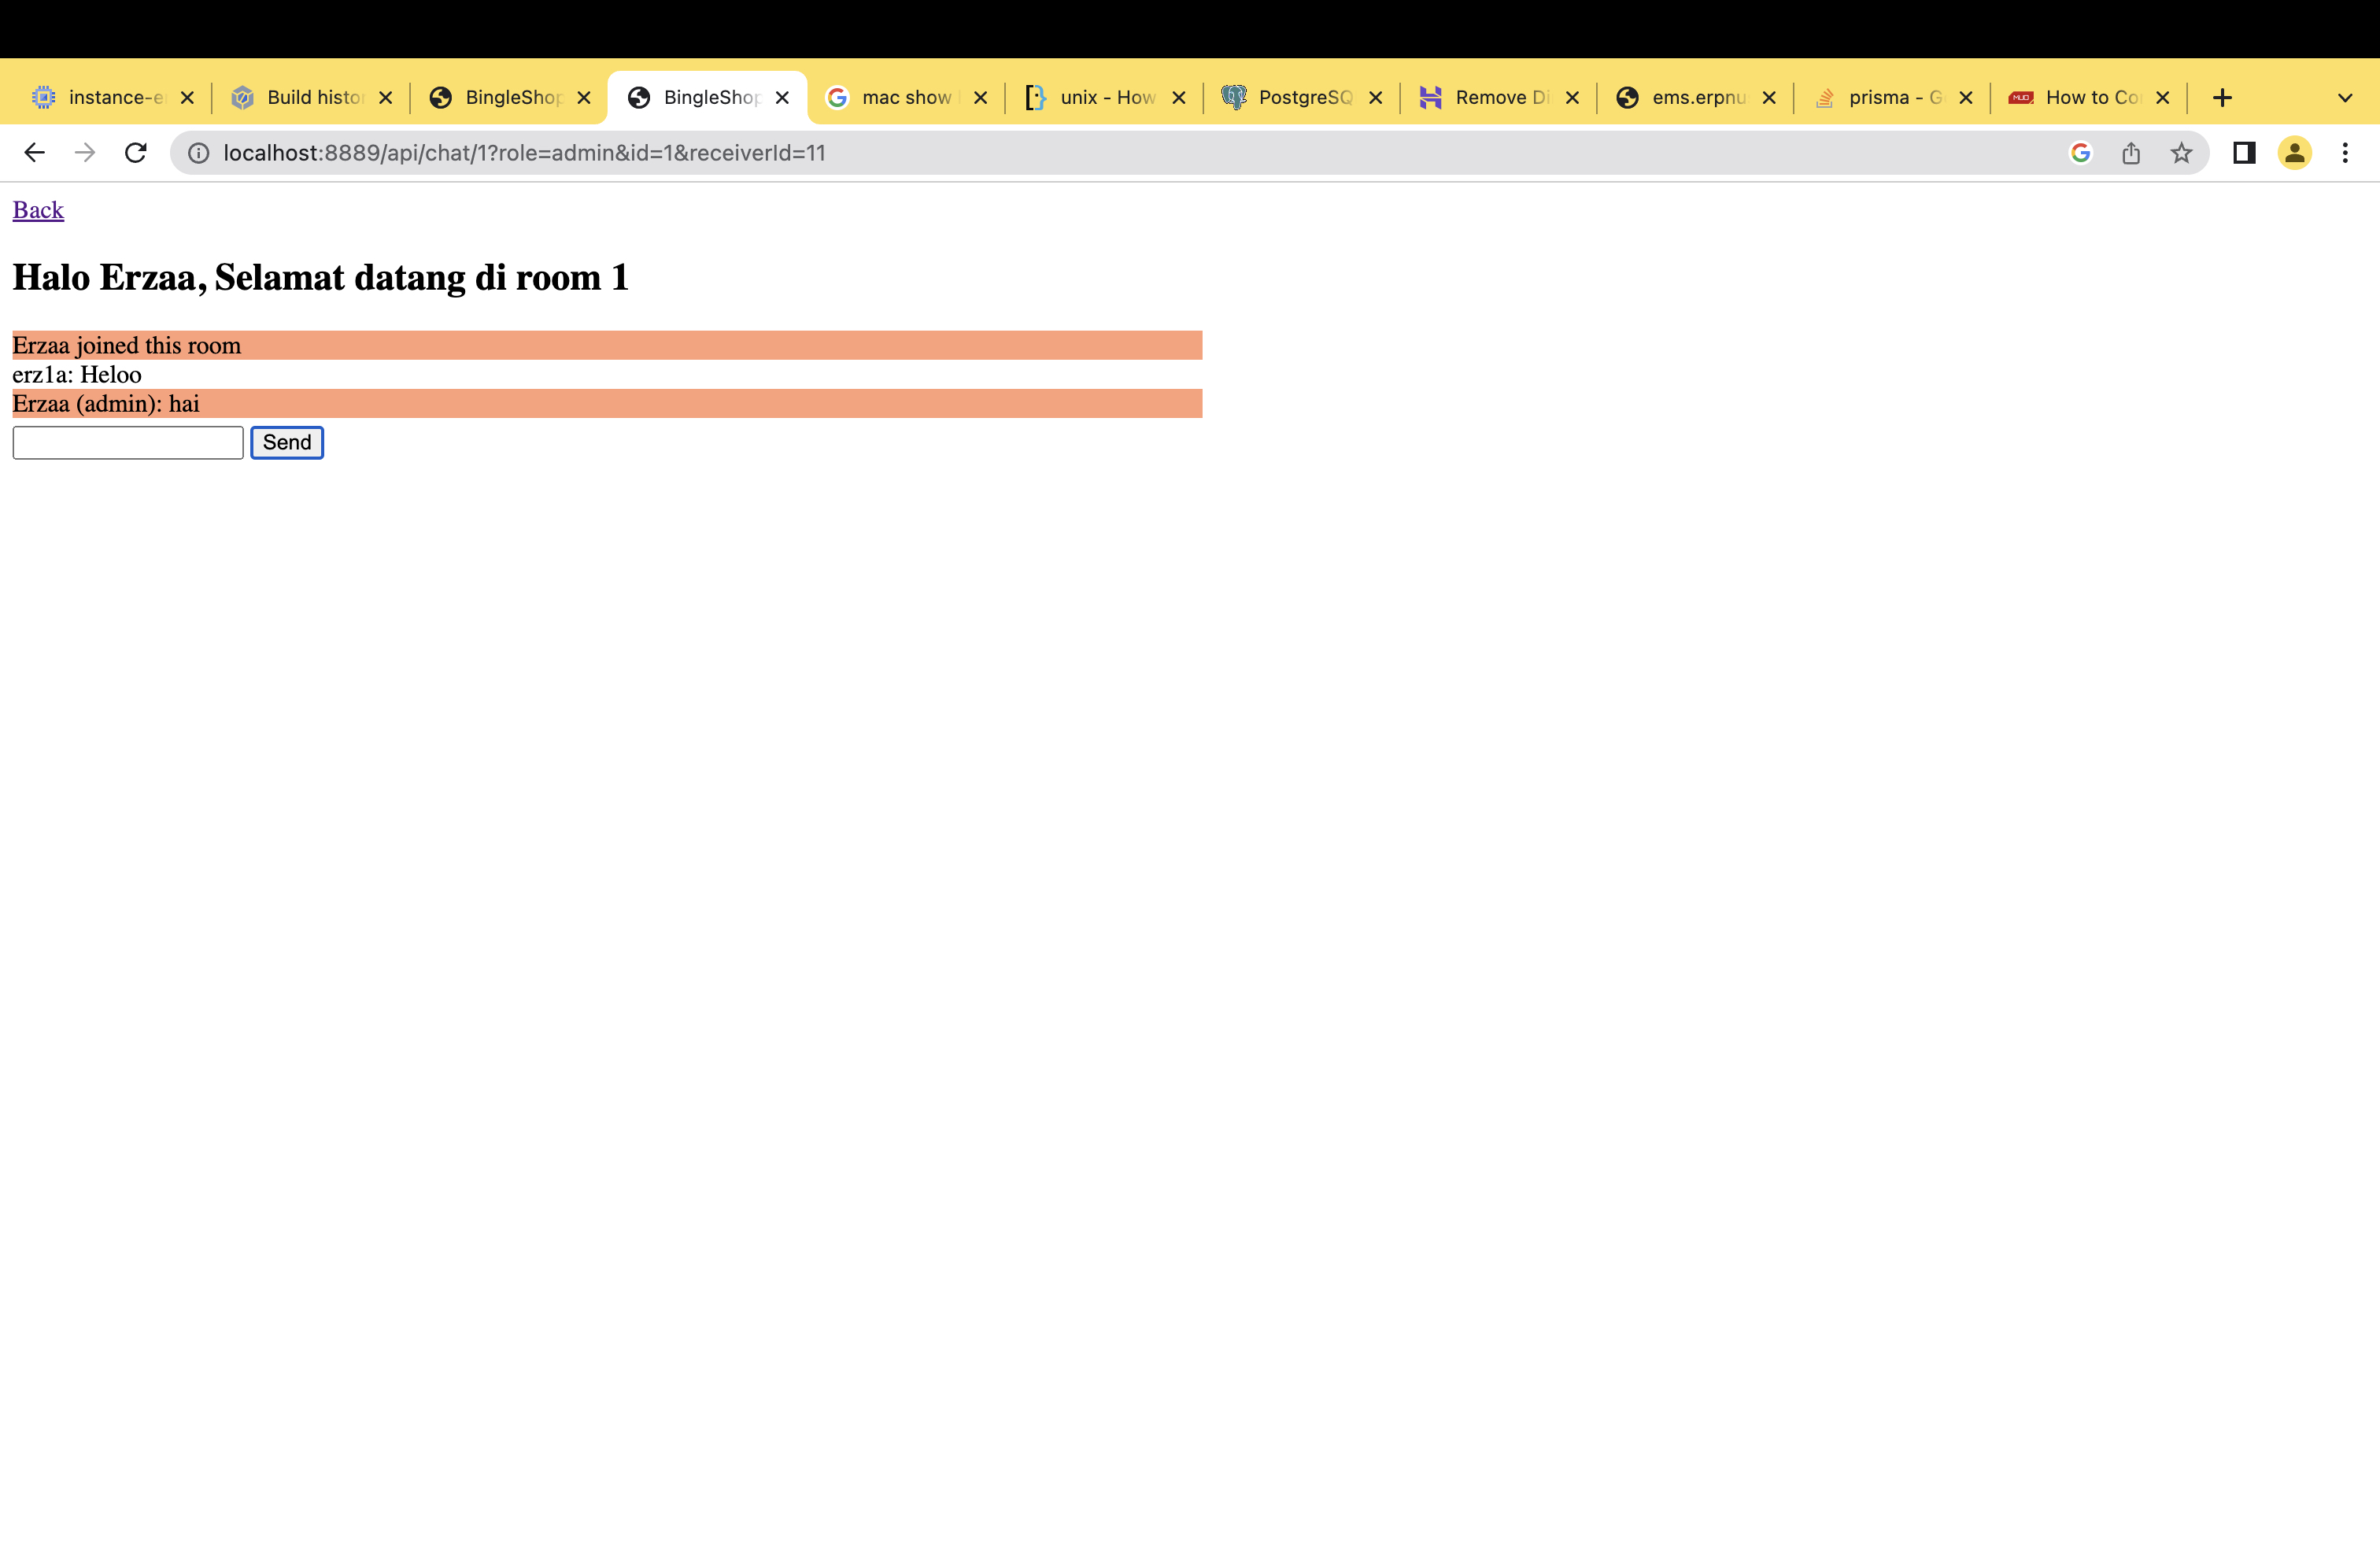 instance-e
Build histor
BingleShop
BingleShop
mac show
unix - How
PostgreSQ
Remove Di
ems.erpnu
prisma - G
How to Co
localhost:8889/api/chat/1?role=admin&id=1&receiverId=11
Back
Halo Erzaa, Selamat datang di room 1
Erzaa joined this room
erz1a: Heloo
Erzaa (admin): hai
Send